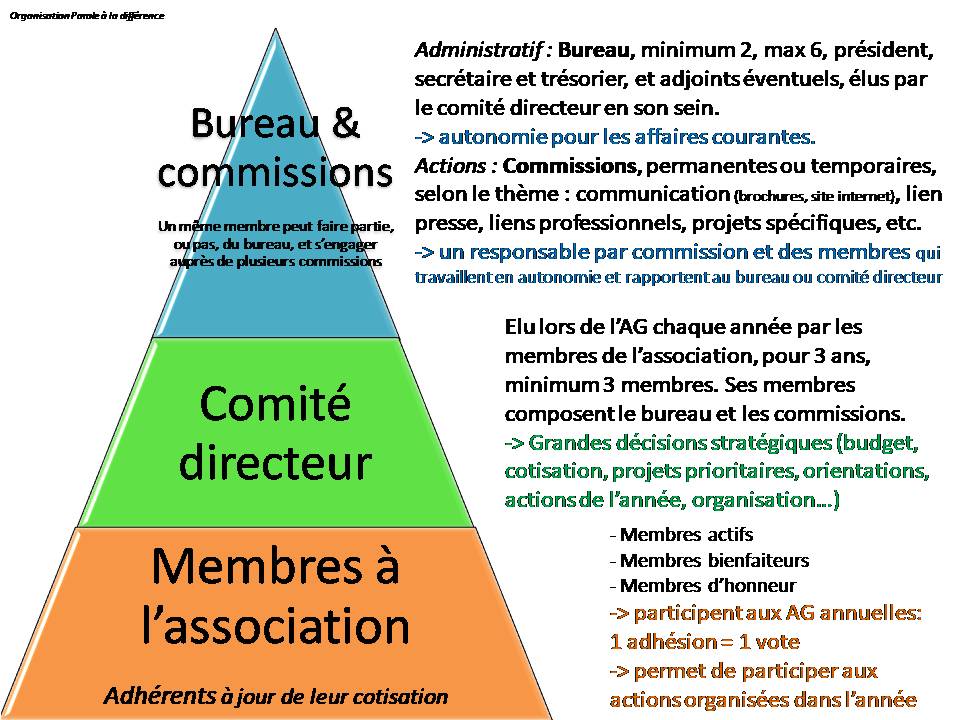 Organisation Parole à la différence
Bureau &
commissions
Un même membre peut faire partie,
ou pas, du bureau, et s'engager
auprès de plusieurs commissions
Administratif : Bureau, minimum 2, max 6, président,
secrétaire et trésorier, et adjoints éventuels, élus par
le comité directeur en son sein.
-> autonomie pour les affaires courantes.
Actions : Commissions, permanentes ou temporaires,
selon le thème : communication (brochures, site internet), lien
presse, liens professionnels, projets spécifiques, etc.
-> un responsable par commission et des membres qui
travaillent en autonomie et rapportent au bureau ou comité directeur
Comité
directeur
Elu lors de l'AG chaque année par les
membres de l'association, pour 3 ans,
minimum 3 membres. Ses membres
composent le bureau et les commissions.
-> Grandes décisions stratégiques (budget,
cotisation, projets prioritaires, orientations,
actions de l'année, organisation...)
Membres à
l'association
Adhérents à jour de leur cotisation
- Membres actifs
- Membres bienfaiteurs
- Membres d'honneur
-> participent aux AG annuelles:
1 adhésion = 1 vote
-> permet de participer aux
actions organisées dans l'année